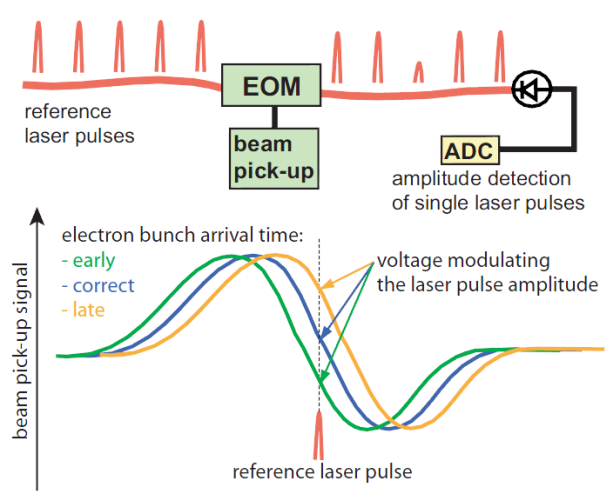 EOM
reference
laser pulses
beam
pick-up
ADC
amplitude detection
of single laser pulses
electron bunch arrival time:
- early
- correct
- late
voltage modulating
the laser pulse amplitude
beam pick-up signal
reference laser pulse